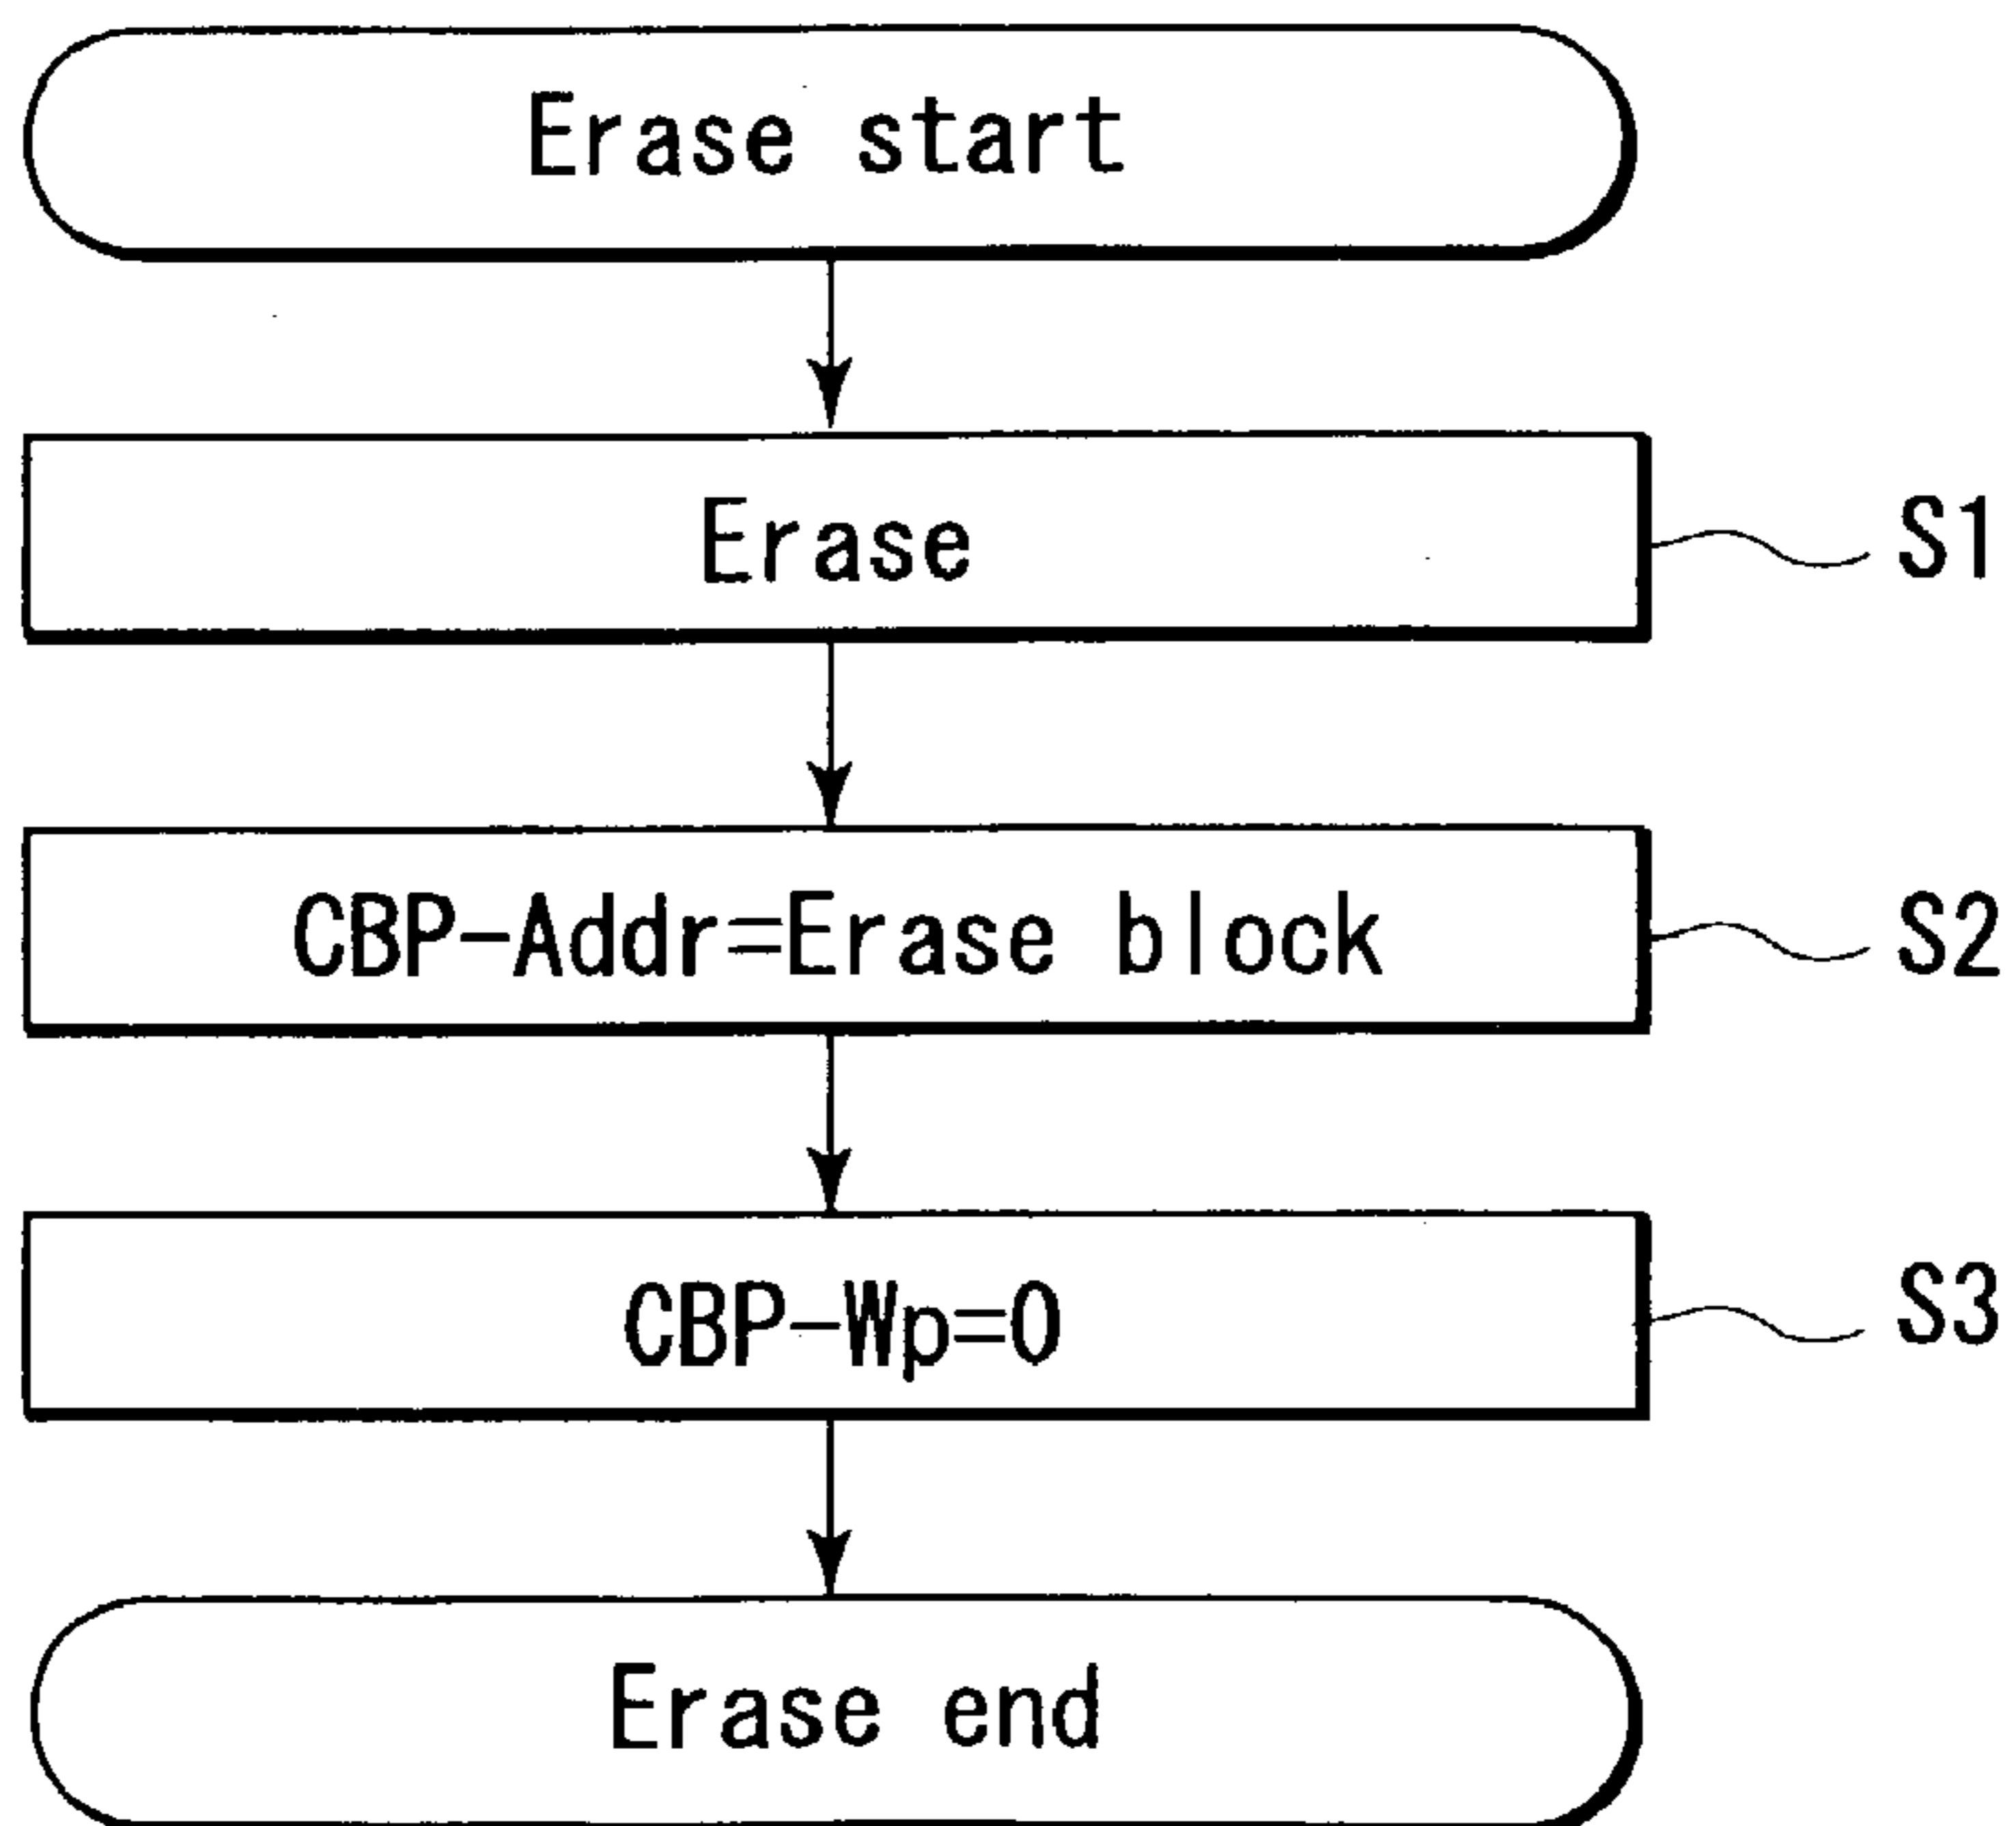 Erase start
Erase
S1
CBP-Addr=Erase block
S2
CBP-Wp=0
S3
Erase end